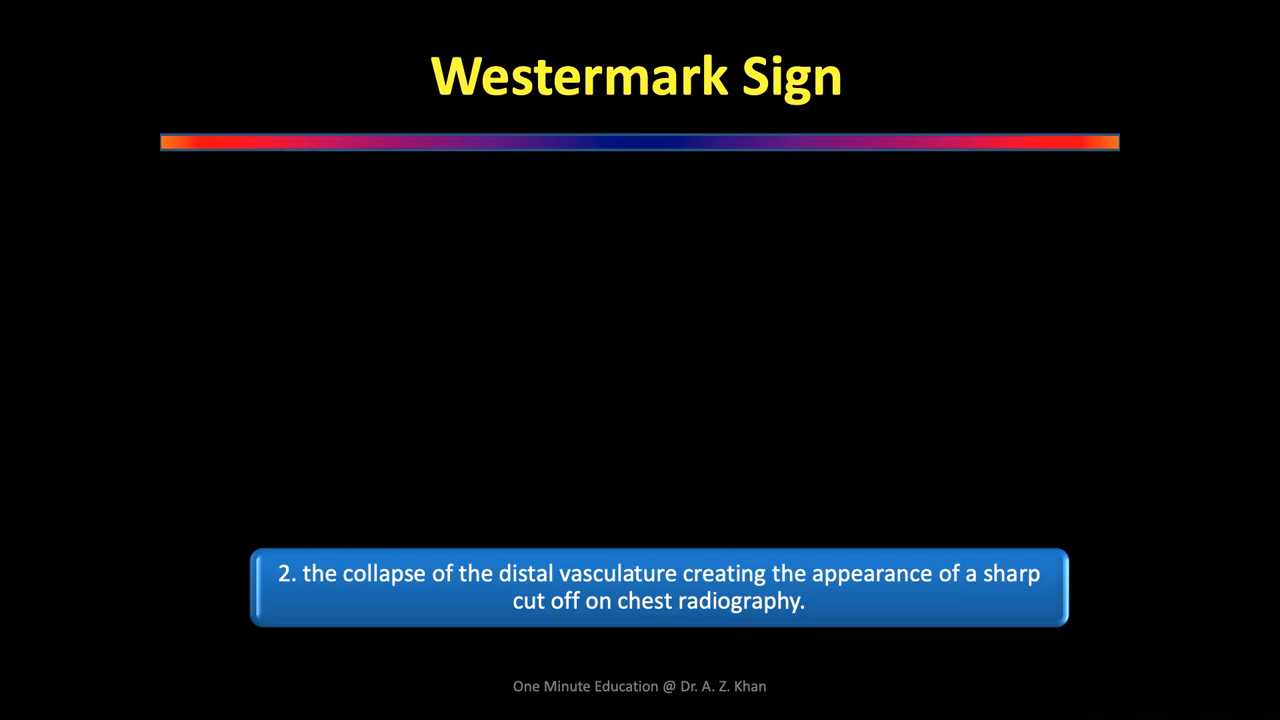 Westermark Sign
2. the collapse of the distal vasculature creating the appearance of a sharp
cut off on chest radiography.
One Minute Education @ Dr. A. Z. Khan